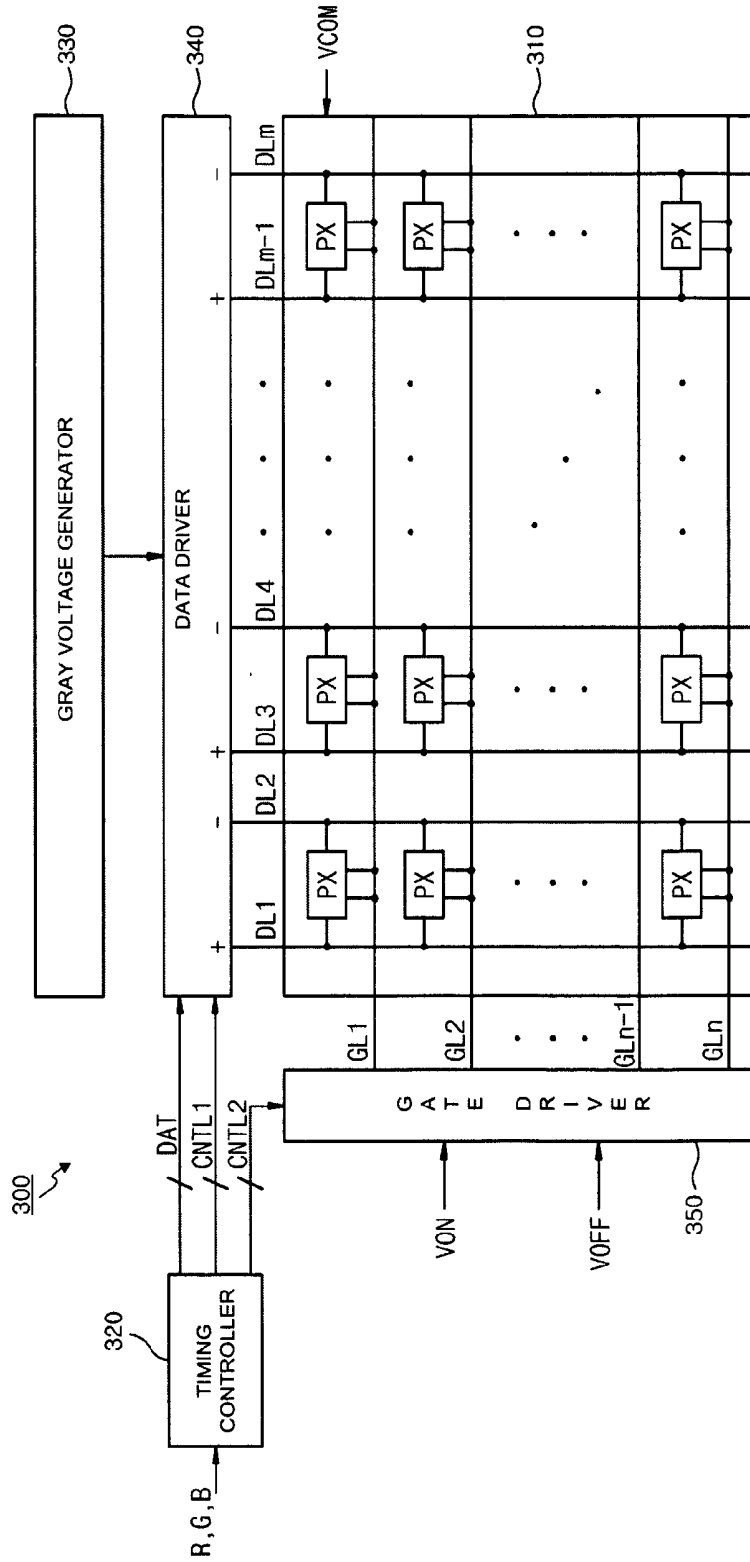 300
R,G,B
320
TIMING
CONTROLLER
DAT
CNTL1
CNTL2
GRAY VOLTAGE GENERATOR
330
DATA DRIVER
340
+ - + - + -
DL1 DL2 DL3 DL4 . . . DLm-1 DLm
VCOM
310
VON
VOFF
GATE DRIVER
350
GL1
PX PX . . . PX
GL2
PX PX . . . PX
. . .
GLn-1
GLn
PX PX . . . PX